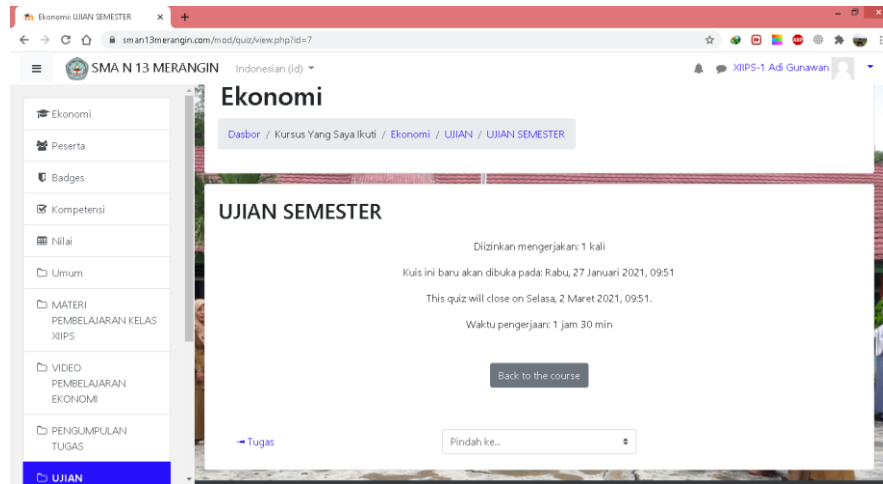 Ekonomi: UJIAN SEMESTER
sman13merangin.com/mod/quiz/view.php?id=7
SMA N 13 MERANGIN
Indonesian (id)
XIIPS-1 Adi Gunawan
Ekonomi
Peserta
Badges
Kompetensi
Nilai
Umum
MATERI
PEMBELAJARAN KELAS
XIIPS
VIDEO
PEMBELAJARAN
EKONOMI
PENGUMPULAN
TUGAS
UJIAN
Ekonomi
Dasbor / Kursus Yang Saya Ikuti / Ekonomi / UJIAN / UJIAN SEMESTER
UJIAN SEMESTER
Diizinkan mengerjakan: 1 kali
Kuis ini baru akan dibuka pada: Rabu, 27 Januari 2021, 09:51
This quiz will close on Selasa, 2 Maret 2021, 09:51.
Waktu pengerjaan: 1 jam 30 min
Back to the course
Tugas
Pindah ke...